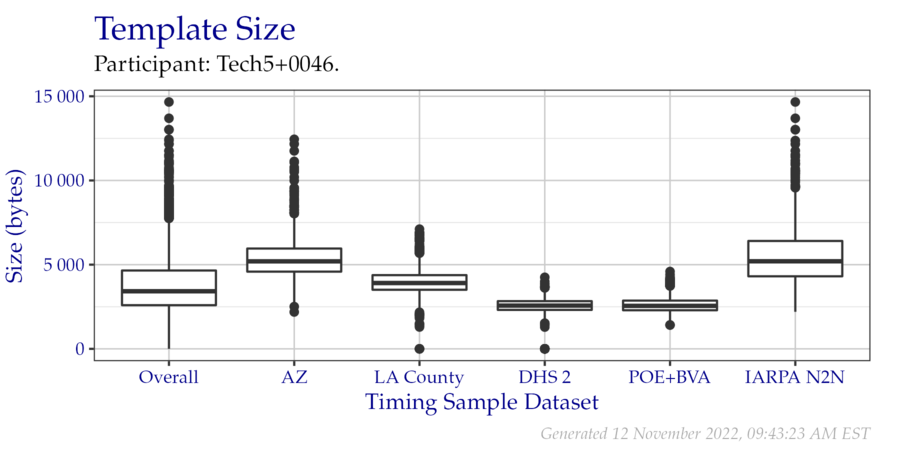 Template Size
Participant: Tech5+0046.
Size (bytes)
15 000
10 000
5 000
0
Overall AZ LA County DHS 2 POE+BVA IARPA N2N
Timing Sample Dataset
Generated 12 November 2022, 09:43:23 AM EST